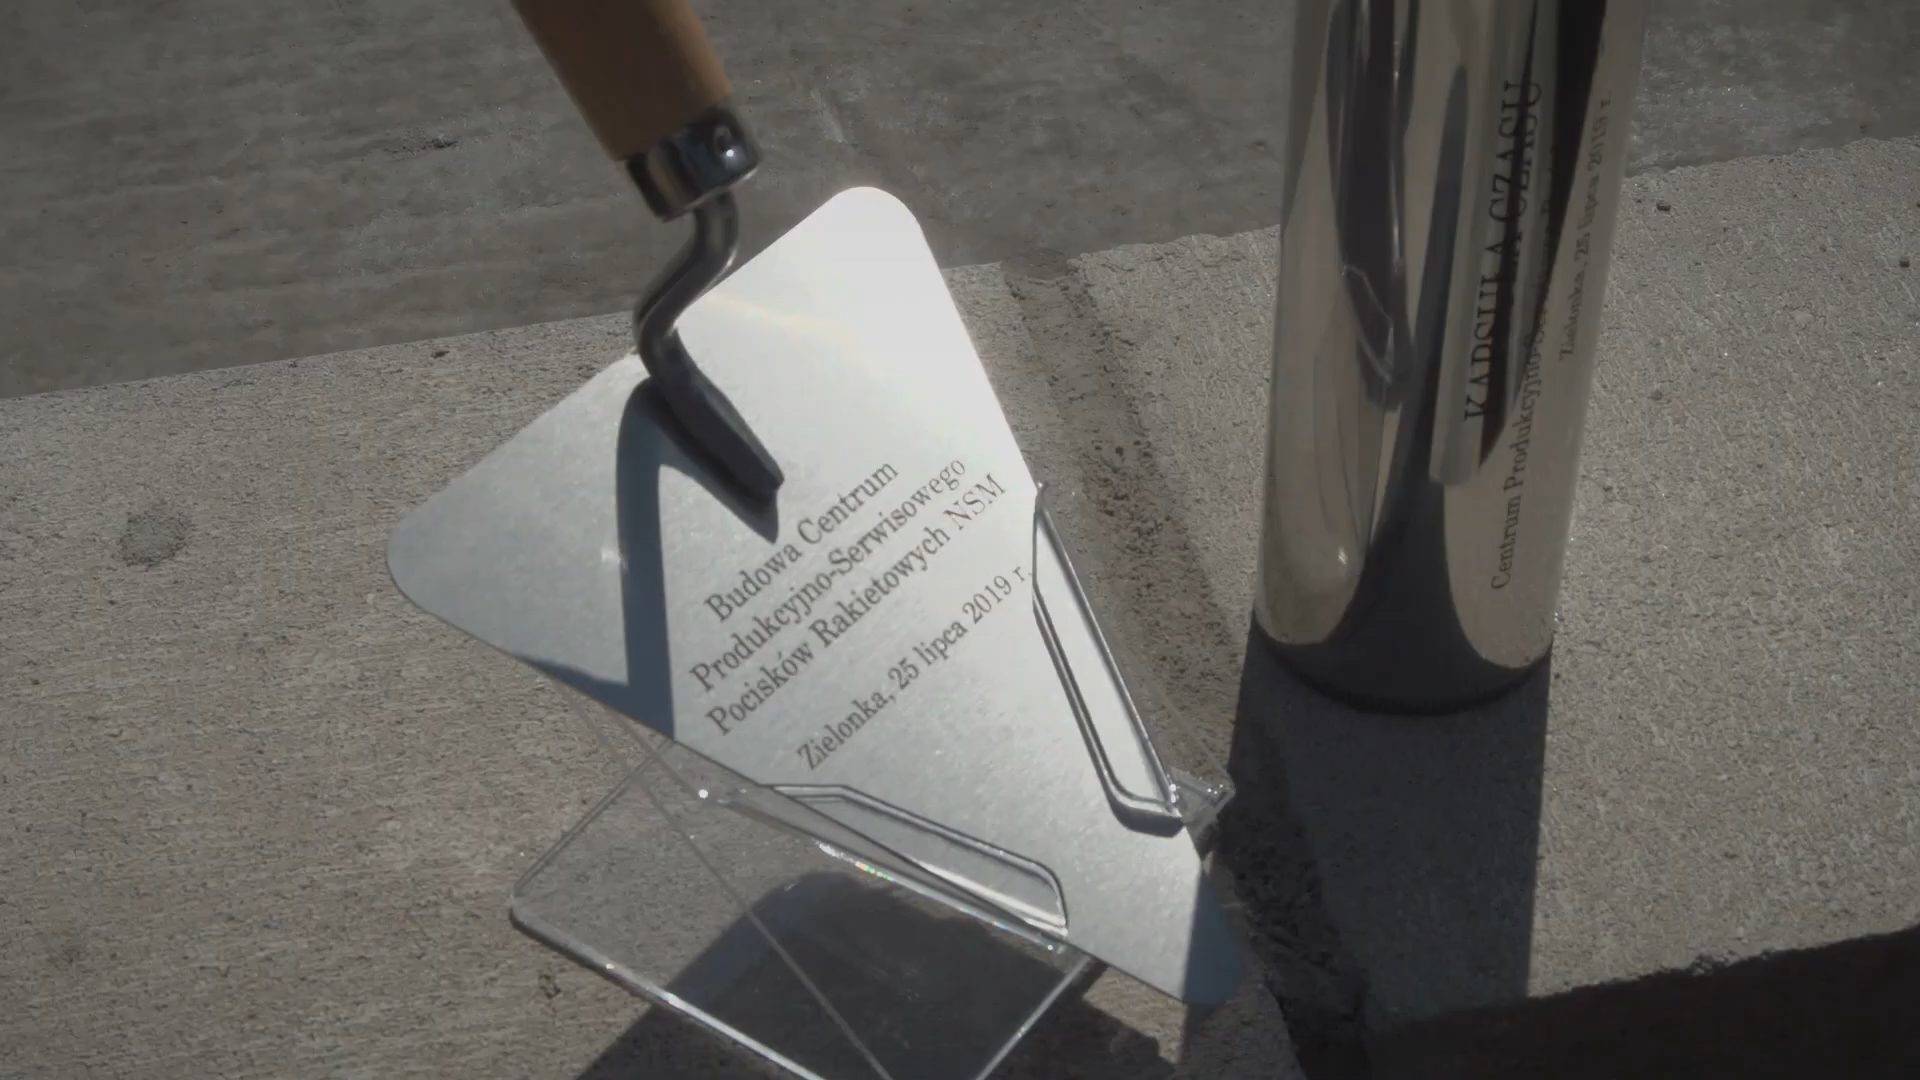 Budowa Centrum
Produkcyjno-Serwisowego
Pocisków Rakietowych NSM
Zielonka, 25 lipca 2019 r.
KAPSUŁA CZASU
Centrum Produkcyjno-
Zielonka, 25 lipca 2019 r.